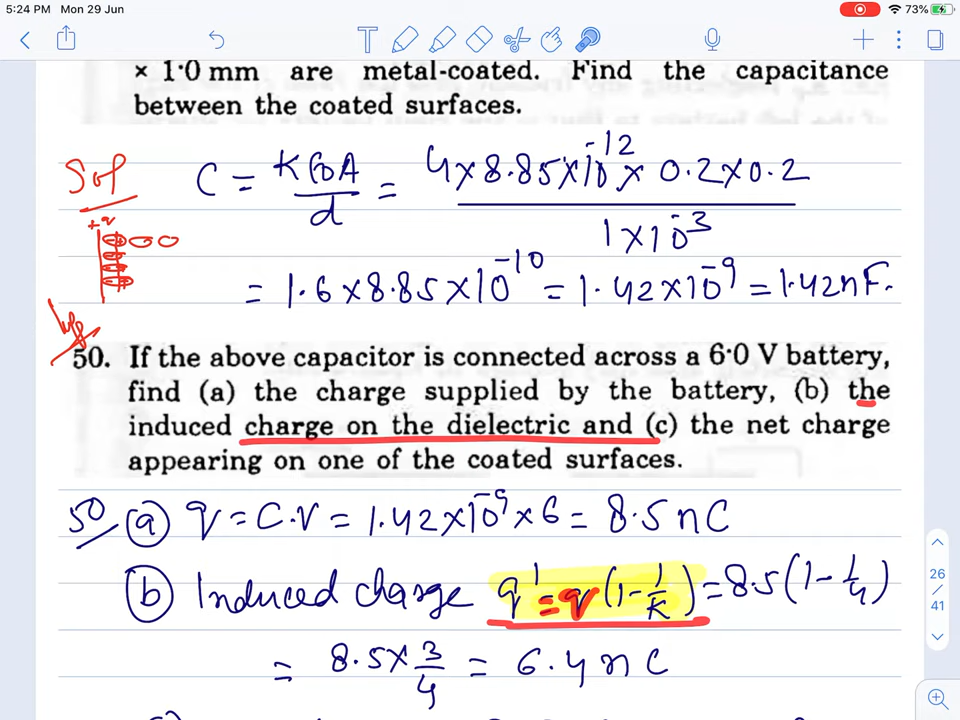 5:24 PM Mon 29 Jun
73%
T
× 1·0 mm are metal-coated. Find the capacitance
between the coated surfaces.
Sol C = Kε0A/d = 4×8.85×10^-12 × 0.2×0.2 / 1×10^-3
+q
= 1.6×8.85×10^-10 = 1.42×10^-9 = 1.42nF.
Imp
50. If the above capacitor is connected across a 6·0 V battery,
find (a) the charge supplied by the battery, (b) the
induced charge on the dielectric and (c) the net charge
appearing on one of the coated surfaces.
50 (a) q = C.V = 1.42×10^-9 × 6 = 8.5 nC
(b) Induced charge q' = q (1 - 1/K) = 8.5 (1 - 1/4)
= 8.5 × 3/4 = 6.4 nC
26
41